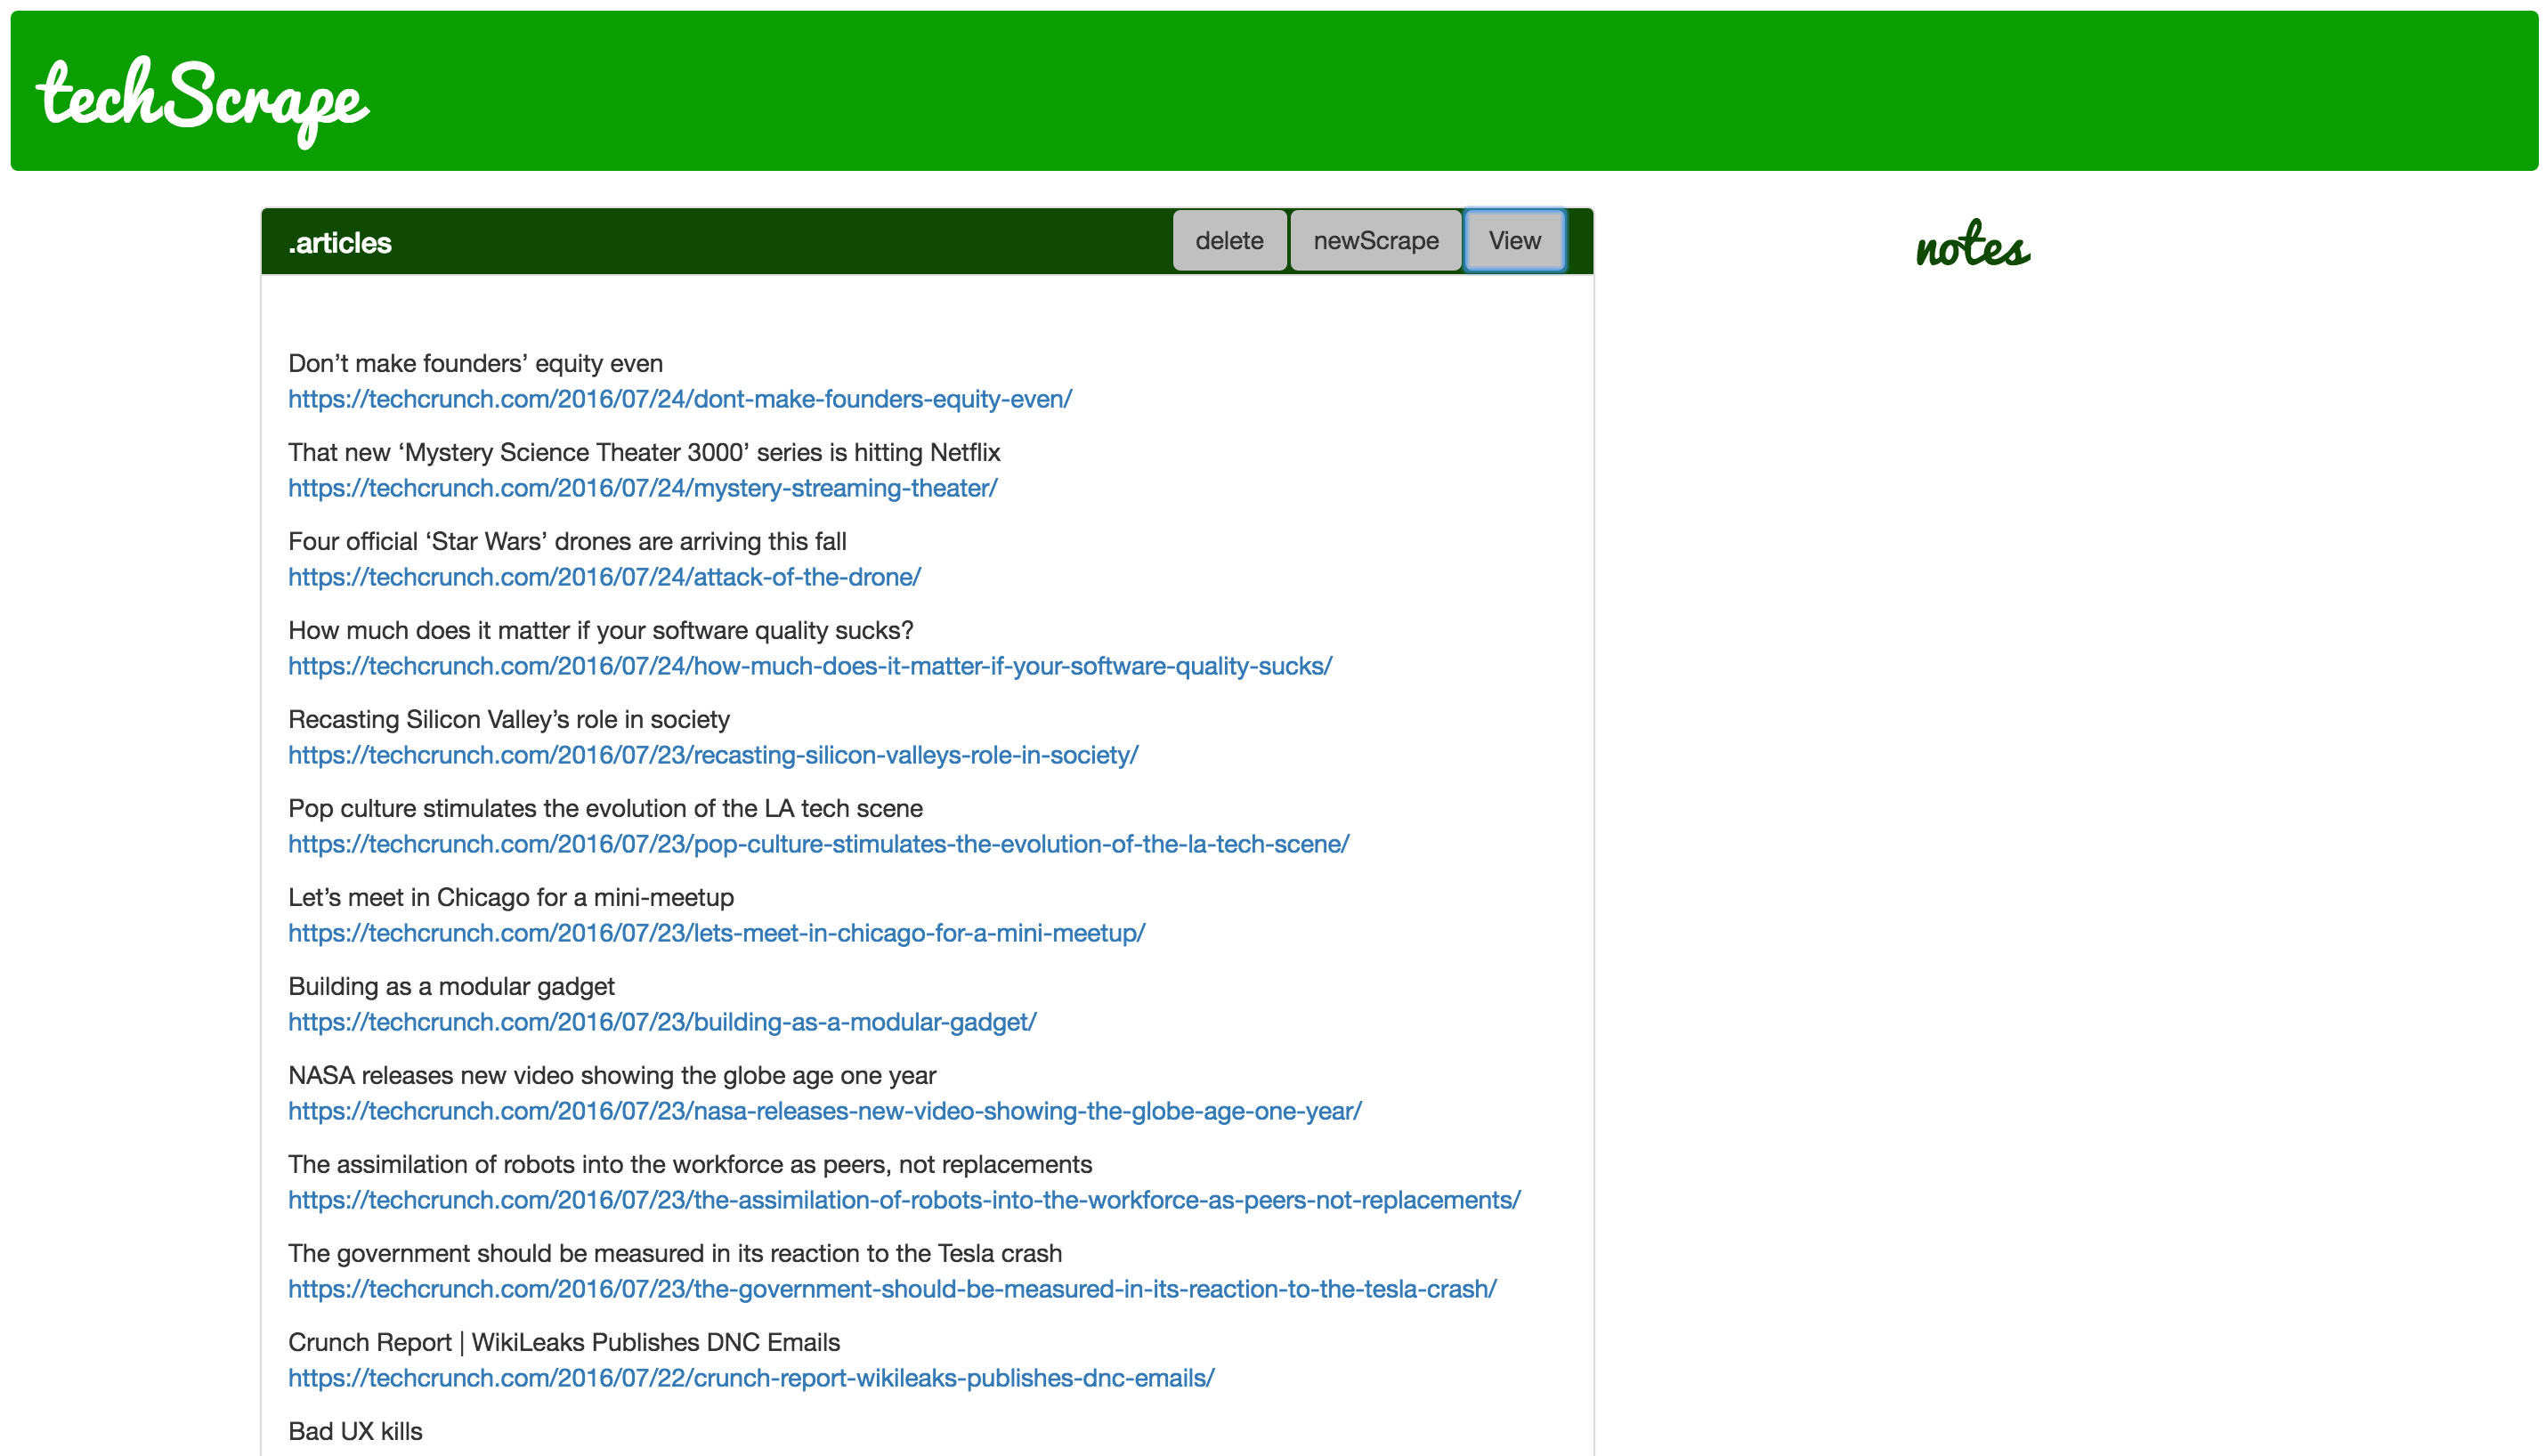 techScrape
.articles
delete
newScrape
View
notes
Don’t make founders’ equity even
https://techcrunch.com/2016/07/24/dont-make-founders-equity-even/
That new ‘Mystery Science Theater 3000’ series is hitting Netflix
https://techcrunch.com/2016/07/24/mystery-streaming-theater/
Four official ‘Star Wars’ drones are arriving this fall
https://techcrunch.com/2016/07/24/attack-of-the-drone/
How much does it matter if your software quality sucks?
https://techcrunch.com/2016/07/24/how-much-does-it-matter-if-your-software-quality-sucks/
Recasting Silicon Valley’s role in society
https://techcrunch.com/2016/07/23/recasting-silicon-valleys-role-in-society/
Pop culture stimulates the evolution of the LA tech scene
https://techcrunch.com/2016/07/23/pop-culture-stimulates-the-evolution-of-the-la-tech-scene/
Let’s meet in Chicago for a mini-meetup
https://techcrunch.com/2016/07/23/lets-meet-in-chicago-for-a-mini-meetup/
Building as a modular gadget
https://techcrunch.com/2016/07/23/building-as-a-modular-gadget/
NASA releases new video showing the globe age one year
https://techcrunch.com/2016/07/23/nasa-releases-new-video-showing-the-globe-age-one-year/
The assimilation of robots into the workforce as peers, not replacements
https://techcrunch.com/2016/07/23/the-assimilation-of-robots-into-the-workforce-as-peers-not-replacements/
The government should be measured in its reaction to the Tesla crash
https://techcrunch.com/2016/07/23/the-government-should-be-measured-in-its-reaction-to-the-tesla-crash/
Crunch Report | WikiLeaks Publishes DNC Emails
https://techcrunch.com/2016/07/22/crunch-report-wikileaks-publishes-dnc-emails/
Bad UX kills